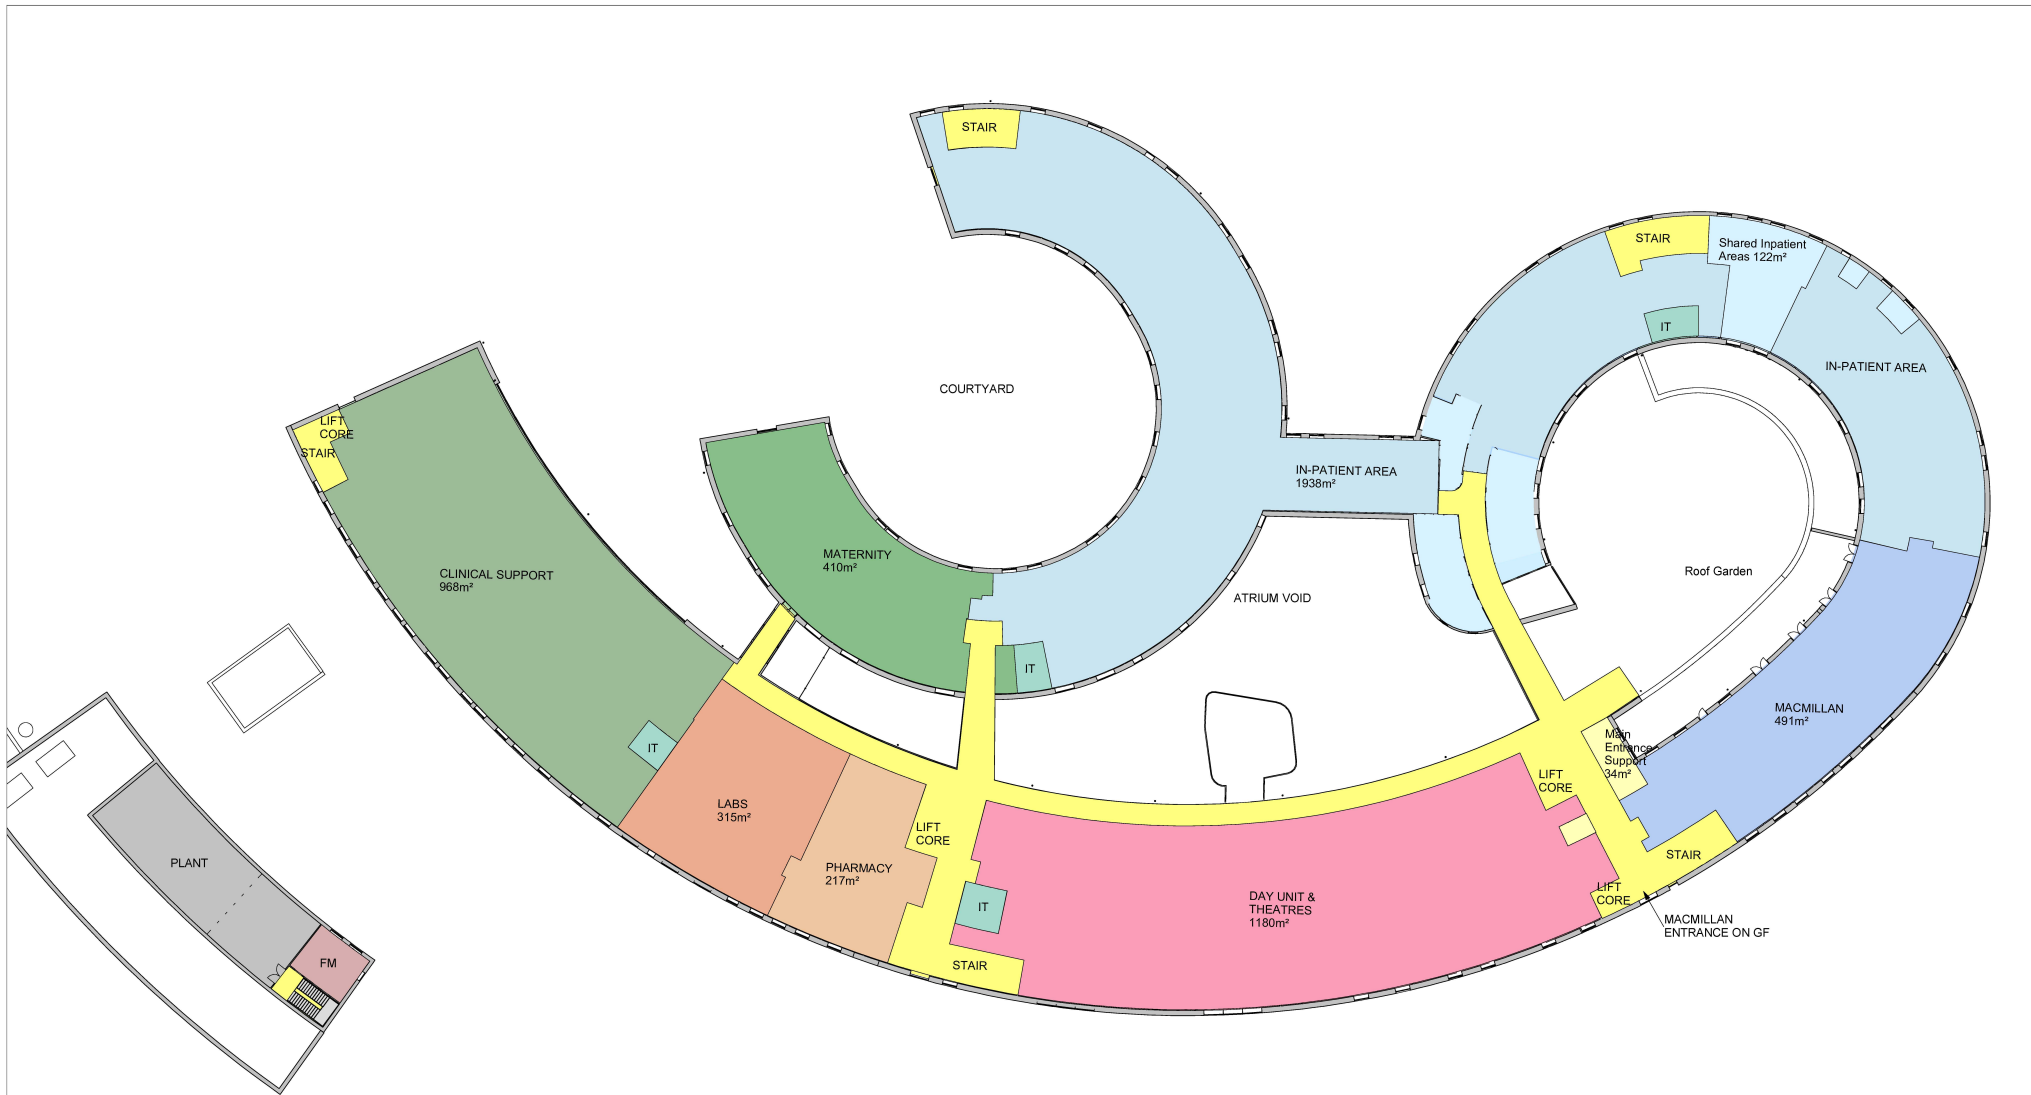 STAIR
STAIR
Shared Inpatient
Areas 122m²
IT
IN-PATIENT AREA
COURTYARD
LIFT
CORE
STAIR
IN-PATIENT AREA
1938m²
MATERNITY
410m²
CLINICAL SUPPORT
968m²
ATRIUM VOID
Roof Garden
IT
MACMILLAN
491m²
IT
Main
Entrance
Support
34m²
LIFT
CORE
LABS
315m²
LIFT
CORE
STAIR
PLANT
PHARMACY
217m²
DAY UNIT &
THEATRES
1180m²
LIFT
CORE
IT
MACMILLAN
ENTRANCE ON GF
FM
STAIR